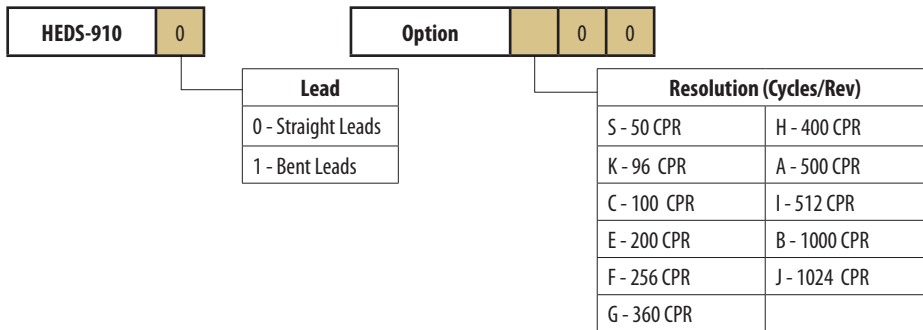 HEDS-910 0 Option 0 0
Lead
0 - Straight Leads
1 - Bent Leads
Resolution (Cycles/Rev)
S - 50 CPR H - 400 CPR
K - 96 CPR A - 500 CPR
C - 100 CPR I - 512 CPR
E - 200 CPR B - 1000 CPR
F - 256 CPR J - 1024 CPR
G - 360 CPR